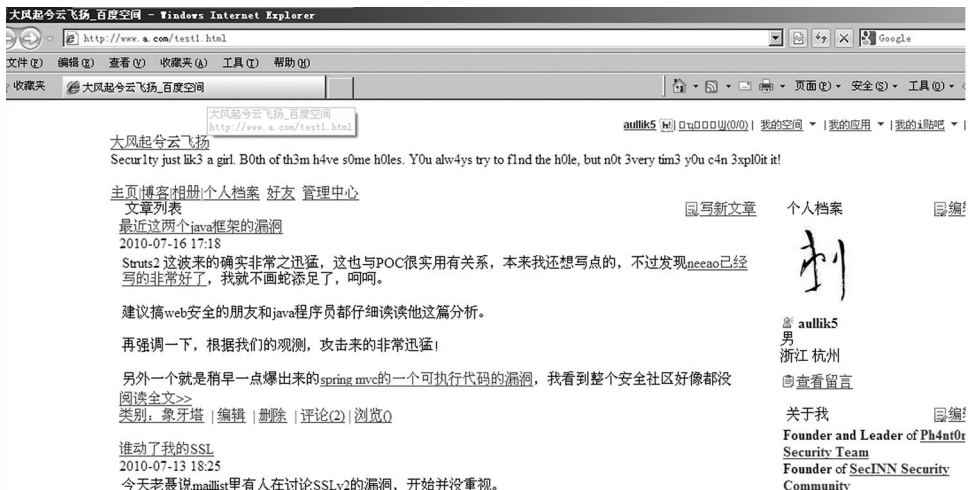 大风起兮云飞扬_百度空间 - Windows Internet Explorer
http://www.a.com/test1.html
Google
文件(F) 编辑(E) 查看(V) 收藏夹(A) 工具(T) 帮助(H)
收藏夹 大风起兮云飞扬_百度空间 页面(P) 安全(S) 工具(O)
大风起兮云飞扬_百度空间
http://www.a.com/test1.html
aullik5 (0/0) | 我的空间 | 我的应用 | 我的i贴吧
大风起兮云飞扬
Secur1ty just lik3 a girl. B0th of th3m h4ve s0me h0les. Y0u alw4ys try to f1nd the h0le, but n0t 3very tim3 y0u c4n 3xpl0it it!
主页|博客|相册|个人档案 好友 管理中心
文章列表 写新文章
最近这两个java框架的漏洞
2010-07-16 17:18
Struts2 这波来的确实非常之迅猛，这也与POC很实用有关系，本来我还想写点的，不过发现neeao已经
写的非常好了，我就不画蛇添足了，呵呵。
建议搞web安全的朋友和java程序员都仔细读读他这篇分析。
再强调一下，根据我们的观测，攻击来的非常迅猛！
另外一个就是稍早一点爆出来的spring mvc的一个可执行代码的漏洞，我看到整个安全社区好像都没
阅读全文>>
类别：象牙塔 | 编辑 | 删除 | 评论(2) | 浏览()
谁动了我的SSL
2010-07-13 18:25
今天老聂说maillist里有人在讨论SSLv2的漏洞，开始并没重视。
个人档案 编辑
刺
aullik5
男
浙江 杭州
查看留言
关于我 编辑
Founder and Leader of Ph4nt0m
Security Team
Founder of SecINN Security
Community